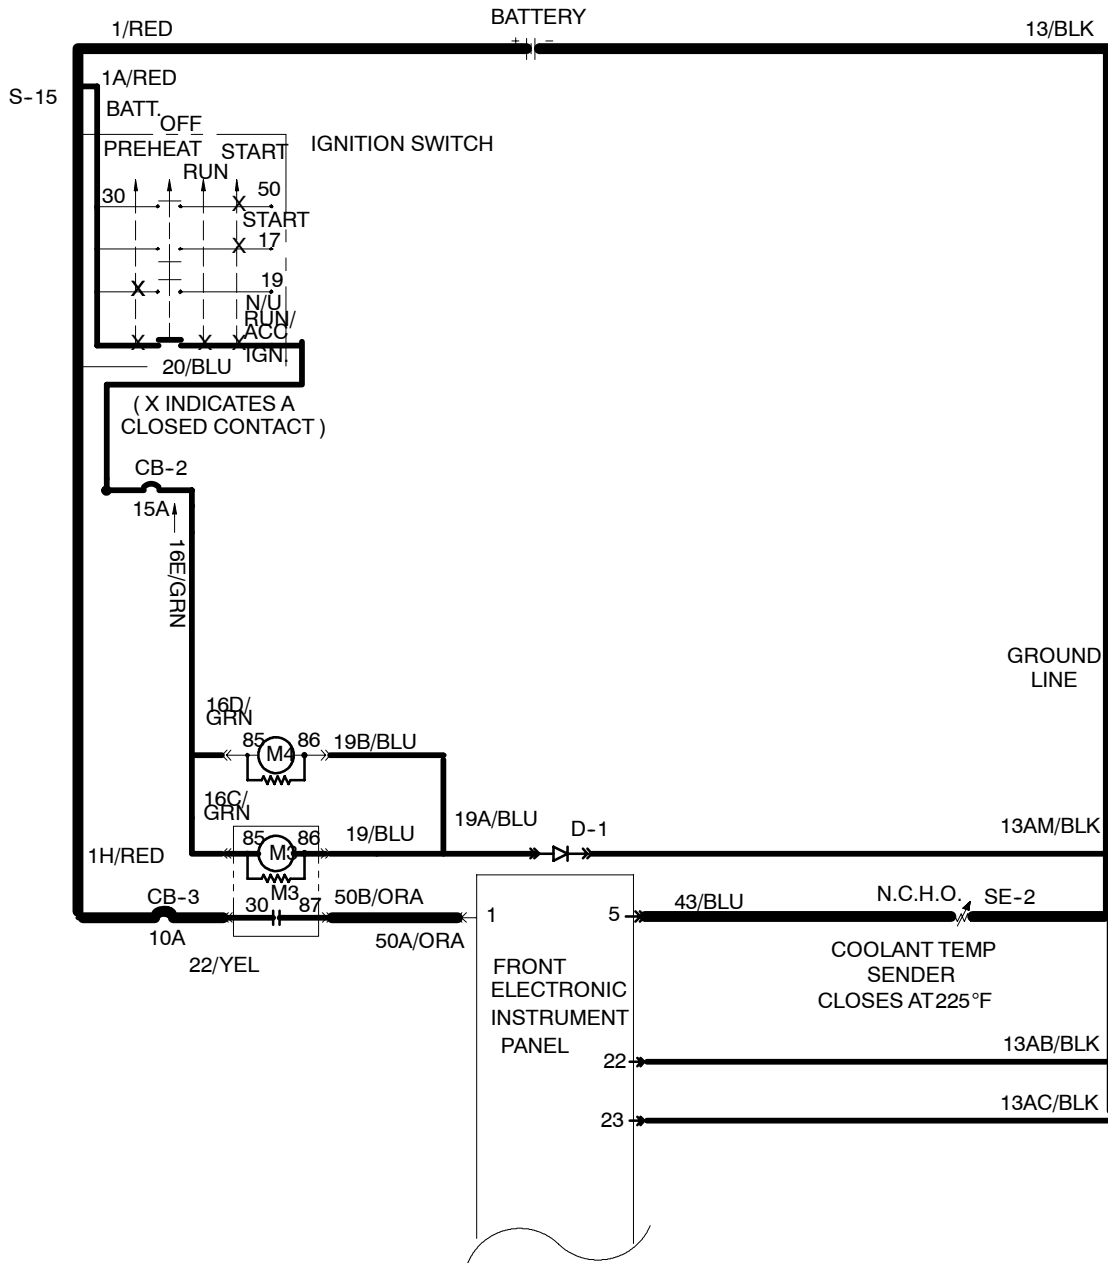 BATTERY
1/RED
13/BLK
+ -
1A/RED
S-15
BATT.
OFF
IGNITION SWITCH
PREHEAT
START
RUN
30
50
START
17
19
N/U
RUN/
ACC
IGN.
20/BLU
( X INDICATES A
CLOSED CONTACT )
CB-2
15A
16E/GRN
GROUND
LINE
16D/
GRN
85
M4
86
19B/BLU
16C/
GRN
19A/BLU
D-1
13AM/BLK
85
M3
86
19/BLU
1H/RED
M3
CB-3
30
87
50B/ORA
10A
50A/ORA
22/YEL
1
5
43/BLU
N.C.H.O.
SE-2
COOLANT TEMP
SENDER
CLOSES AT 225°F
FRONT
ELECTRONIC
INSTRUMENT
PANEL
22
13AB/BLK
23
13AC/BLK
X
X
X
X
X
X